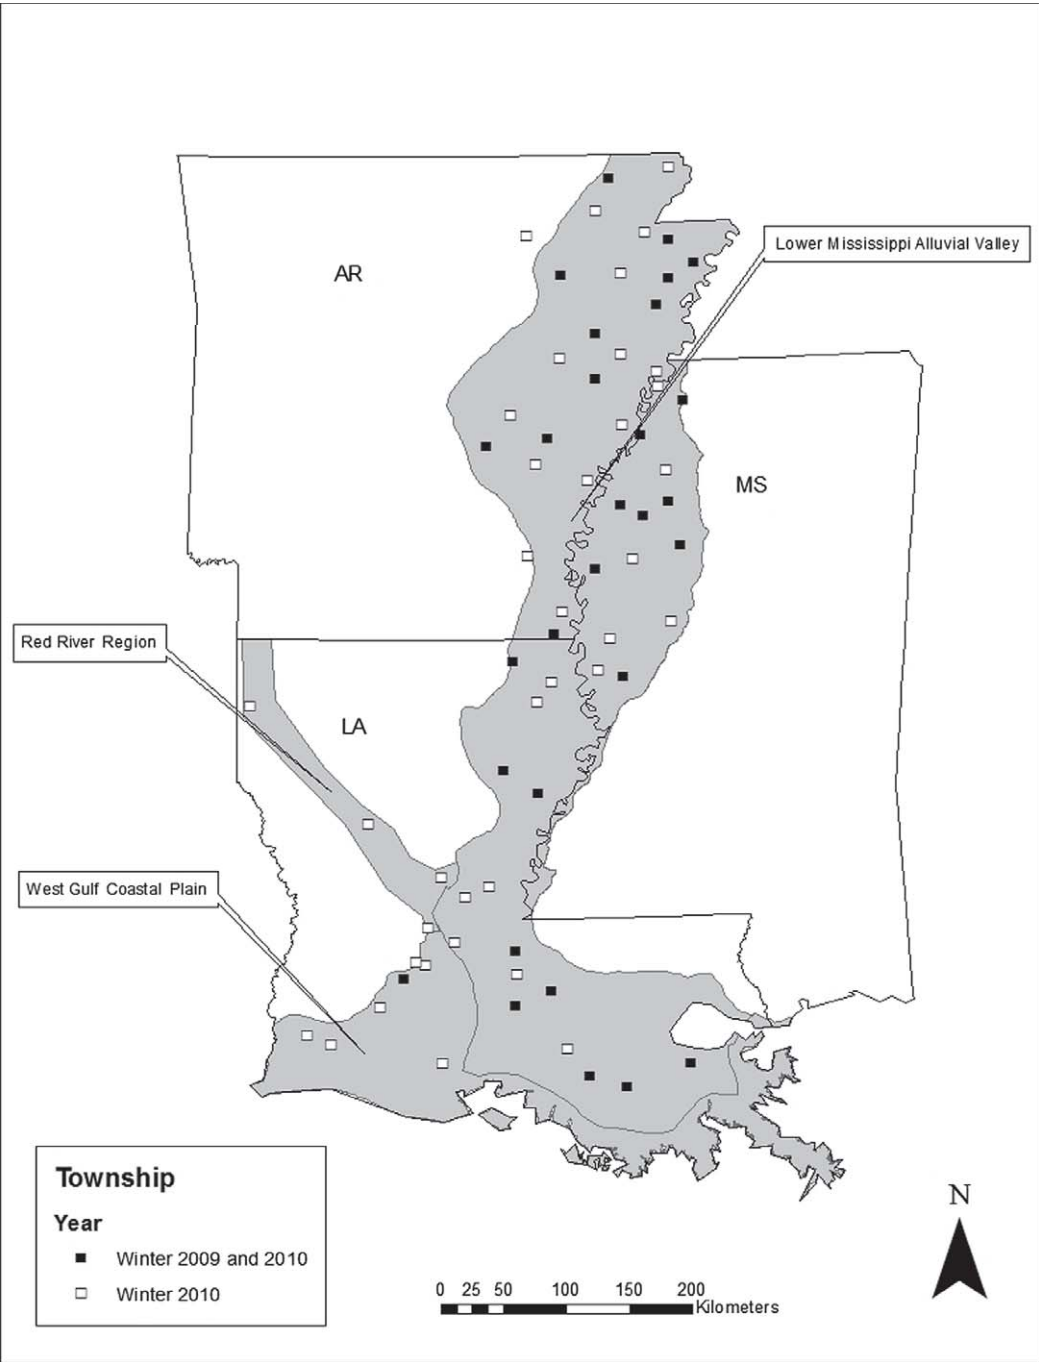 Lower Mississippi Alluvial Valley
AR
MS
Red River Region
LA
West Gulf Coastal Plain
Township
Year
Winter 2009 and 2010
Winter 2010
N
0 25 50 100 150 200
Kilometers